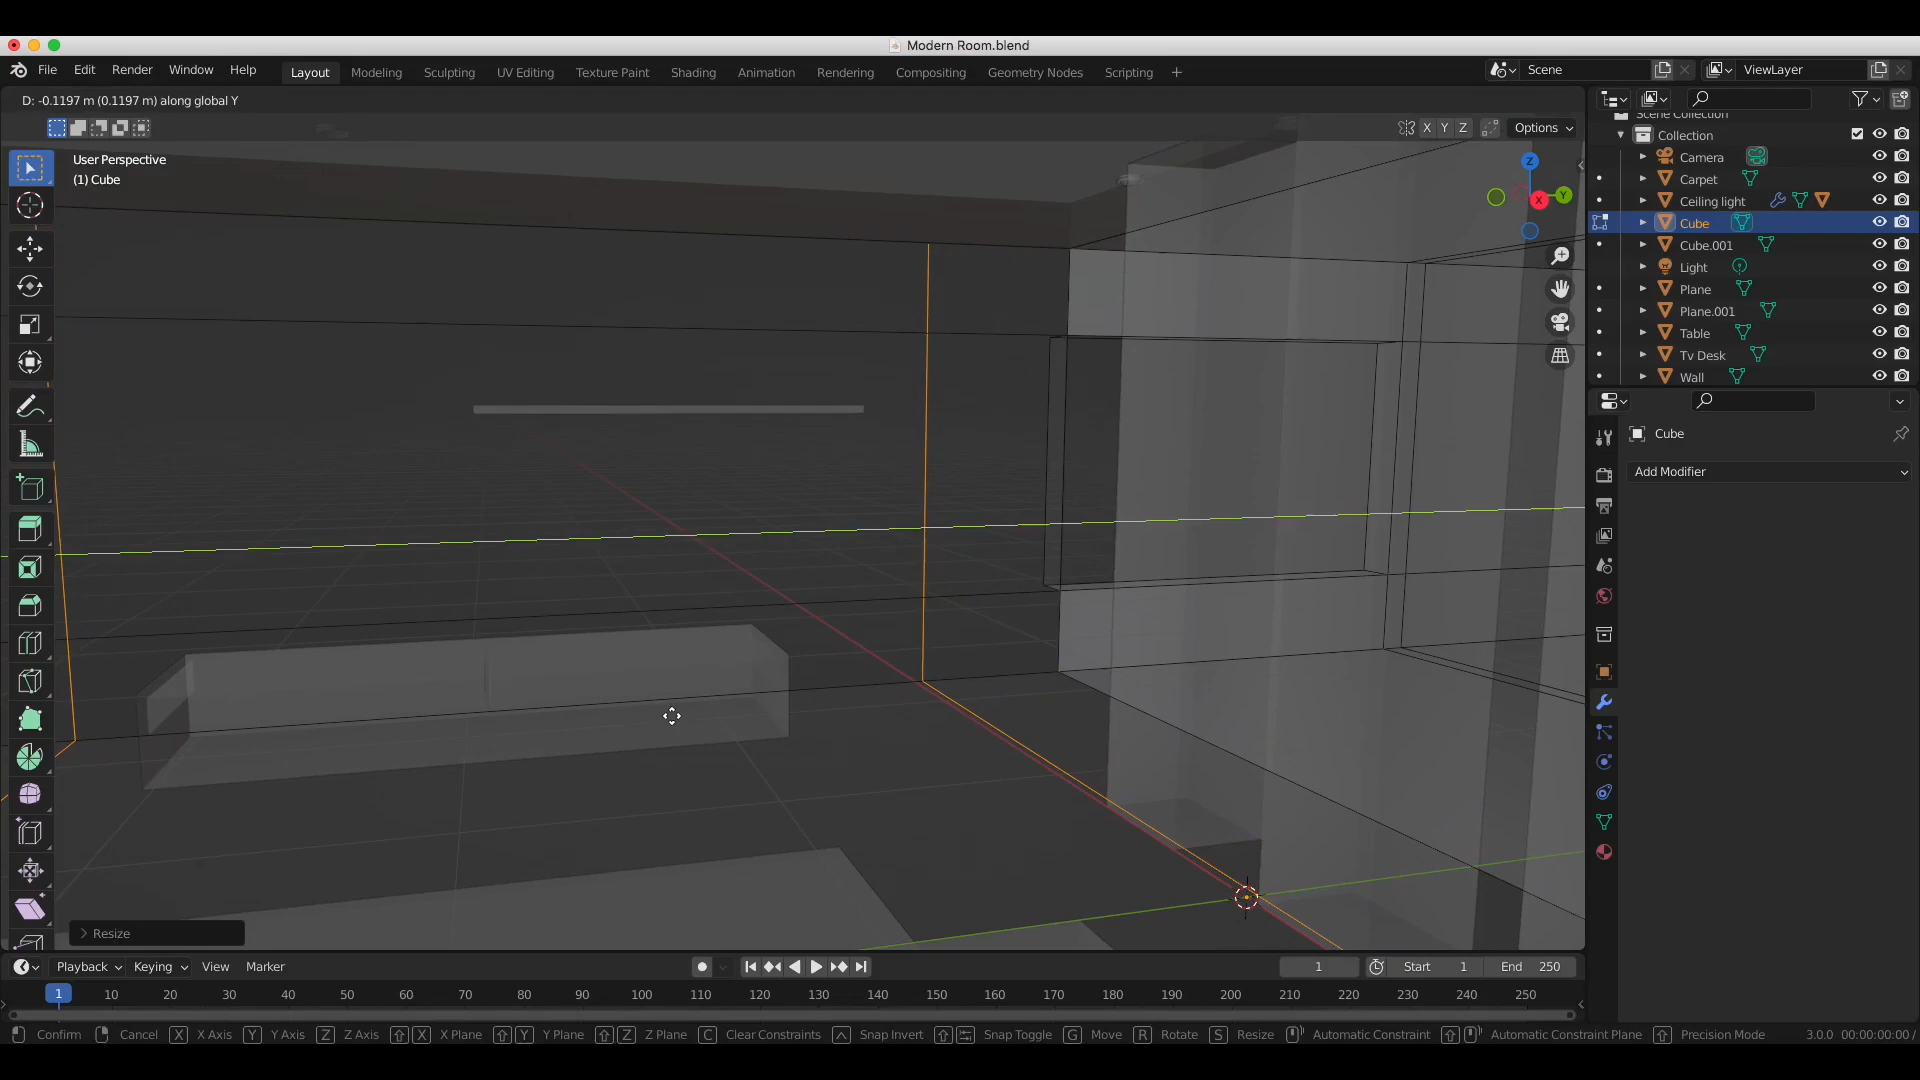 Modern Room.blend
File Edit Render Window Help Layout Modeling Sculpting UV Editing Texture Paint Shading Animation Rendering Compositing Geometry Nodes Scripting Scene ViewLayer
D: -0.1197 m (0.1197 m) along global Y
X Y Z Options
User Perspective
(1) Cube
Z
Y
X
Scene Collection
Collection
Camera
Carpet
Ceiling light
Cube
Cube.001
Light
Plane
Plane.001
Table
Tv Desk
Wall
Cube
Add Modifier
Resize
Playback Keying View Marker 1 Start 1 End 250
1 10 20 30 40 50 60 70 80 90 100 110 120 130 140 150 160 170 180 190 200 210 220 230 240 250
Confirm Cancel X X Axis Y Y Axis Z Z Axis X X Plane Y Y Plane Z Z Plane C Clear Constraints Snap Invert Snap Toggle G Move R Rotate S Resize Automatic Constraint Automatic Constraint Plane Precision Mode 3.0.0 00:00:00:00 /